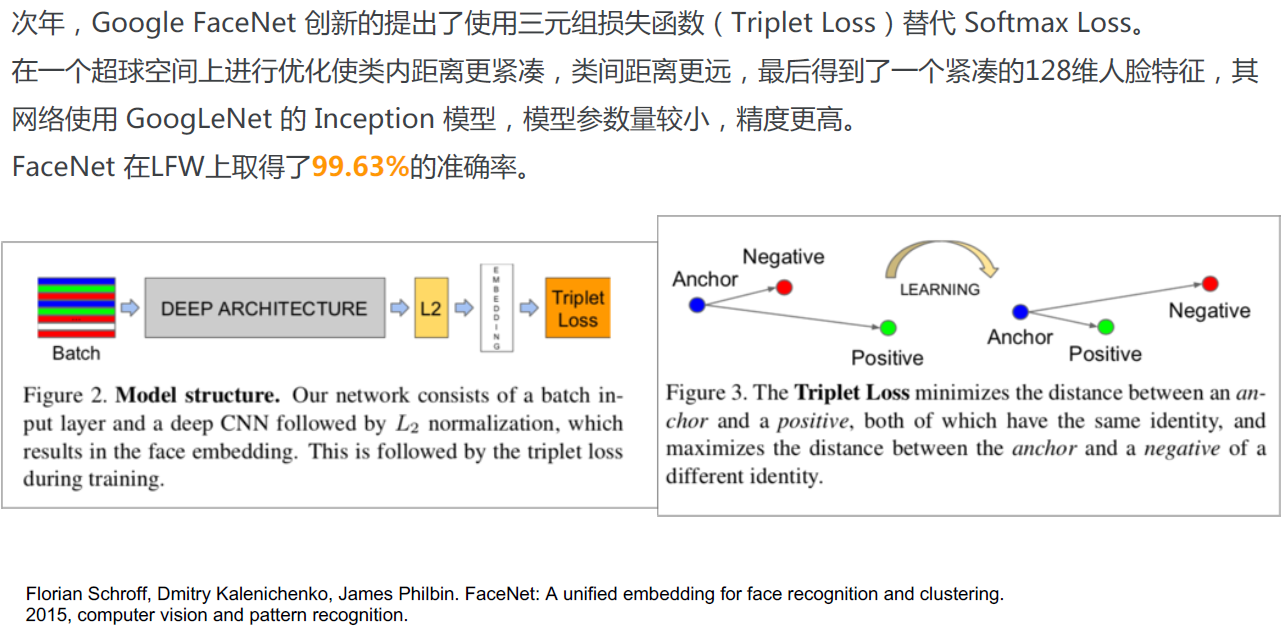 次年，Google FaceNet 创新的提出了使用三元组损失函数（Triplet Loss）替代 Softmax Loss。
在一个超球空间上进行优化使类内距离更紧凑，类间距离更远，最后得到了一个紧凑的128维人脸特征，其
网络使用 GoogLeNet 的 Inception 模型，模型参数量较小，精度更高。
FaceNet 在LFW上取得了99.63%的准确率。
Batch
DEEP ARCHITECTURE
L2
EMBEDDING
Triplet
Loss
Figure 2. Model structure. Our network consists of a batch in-
put layer and a deep CNN followed by L2 normalization, which
results in the face embedding. This is followed by the triplet loss
during training.
Negative
Anchor
Positive
LEARNING
Negative
Anchor
Positive
Figure 3. The Triplet Loss minimizes the distance between an an-
chor and a positive, both of which have the same identity, and
maximizes the distance between the anchor and a negative of a
different identity.
Florian Schroff, Dmitry Kalenichenko, James Philbin. FaceNet: A unified embedding for face recognition and clustering.
2015, computer vision and pattern recognition.